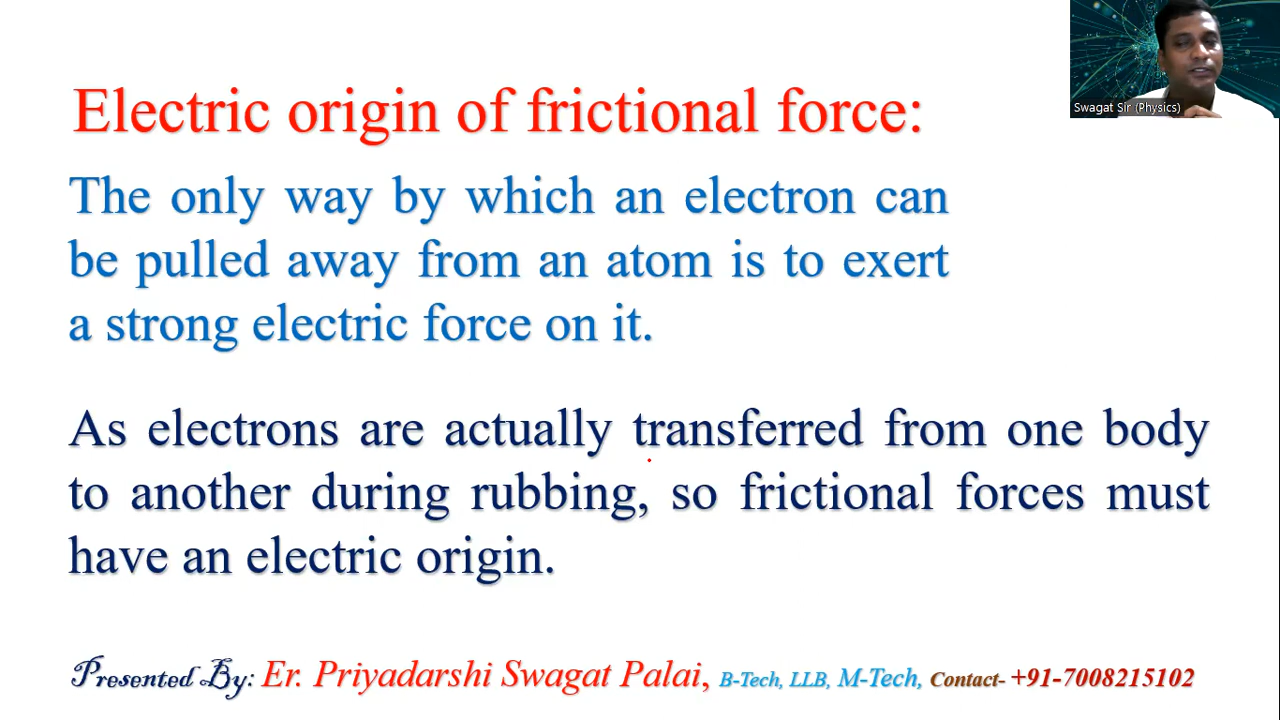 Swagat Sir (Physics)
Electric origin of frictional force:
The only way by which an electron can
be pulled away from an atom is to exert
a strong electric force on it.
As electrons are actually transferred from one body
to another during rubbing, so frictional forces must
have an electric origin.
Presented By: Er. Priyadarshi Swagat Palai, B-Tech, LLB, M-Tech, Contact- +91-7008215102